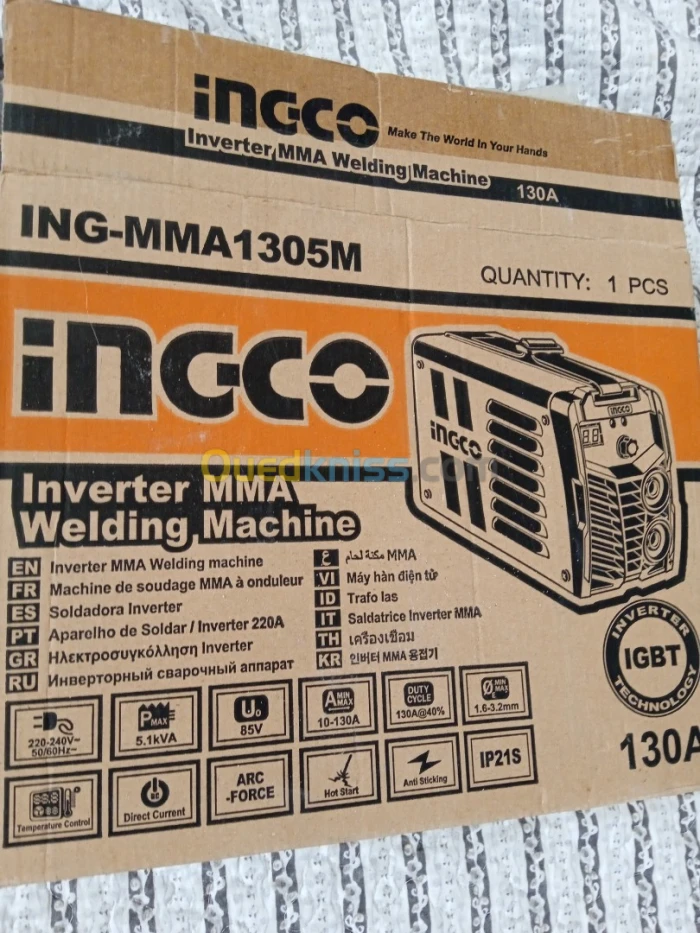 INGCO Make The World In Your Hands
Inverter MMA Welding Machine 130A
ING-MMA1305M
QUANTITY: 1 PCS
INGCO
INGCO
INGCO
Ouedkniss.com
Inverter MMA
Welding Machine
EN Inverter MMA Welding machine
FR Machine de soudage MMA à onduleur
ES Soldadora Inverter
PT Aparelho de Soldar / Inverter 220A
GR Ηλεκτροσυγκόλληση Inverter
RU Инверторный сварочный аппарат
ع مكنة لحام MMA
VI Máy hàn điện tử
ID Trafo las
IT Saldatrice Inverter MMA
TH เครื่องเชื่อม
KR 인버터 MMA 용접기
INVERTER
IGBT
TECHNOLOGY
130A
220-240V~
50/60Hz~
PMAX
5.1kVA
U0
85V
A MIN MAX
10-130A
DUTY CYCLE
130A@40%
Ø MIN MAX
1.6-3.2mm
Temperature Control
Direct Current
ARC
-FORCE
Hot Start
Anti Sticking
IP21S